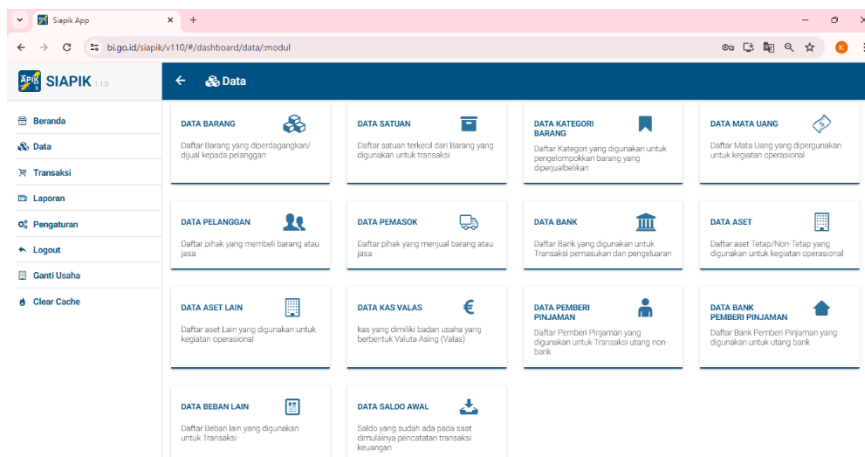 Siapik App
bi.go.id/siapik/v110/#/dashboard/data/:modul
K
APIK
SIAPIK 1.1.0
Data
Beranda
Data
Transaksi
Laporan
Pengaturan
Logout
Ganti Usaha
Clear Cache
DATA BARANG
Daftar Barang yang diperdagangkan/
dijual kepada pelanggan
DATA SATUAN
Daftar satuan terkecil dari Barang yang
digunakan untuk transaksi
DATA KATEGORI
BARANG
Daftar Kategori yang digunakan untuk
pengelompokkan barang yang
diperjualbelikan
DATA MATA UANG
Daftar Mata Uang yang dipergunakan
untuk kegiatan operasional
DATA PELANGGAN
Daftar pihak yang membeli barang atau
jasa
DATA PEMASOK
Daftar pihak yang menjual barang atau
jasa
DATA BANK
Daftar Bank yang digunakan untuk
Transaksi pemasukan dan pengeluaran
DATA ASET
Daftar aset Tetap/Non-Tetap yang
digunakan untuk kegiatan operasional
DATA ASET LAIN
Daftar aset Lain yang digunakan untuk
kegiatan operasional
DATA KAS VALAS
kas yang dimiliki badan usaha yang
berbentuk Valuta Asing (Valas)
DATA PEMBERI
PINJAMAN
Daftar Pemberi Pinjaman yang
digunakan untuk Transaksi utang non-
bank
DATA BANK
PEMBERI PINJAMAN
Daftar Bank Pemberi Pinjaman yang
digunakan untuk utang bank
DATA BEBAN LAIN
Daftar Beban lain yang digunakan
untuk Transaksi
DATA SALDO AWAL
Saldo yang sudah ada pada saat
dimulainya pencatatan transaksi
keuangan